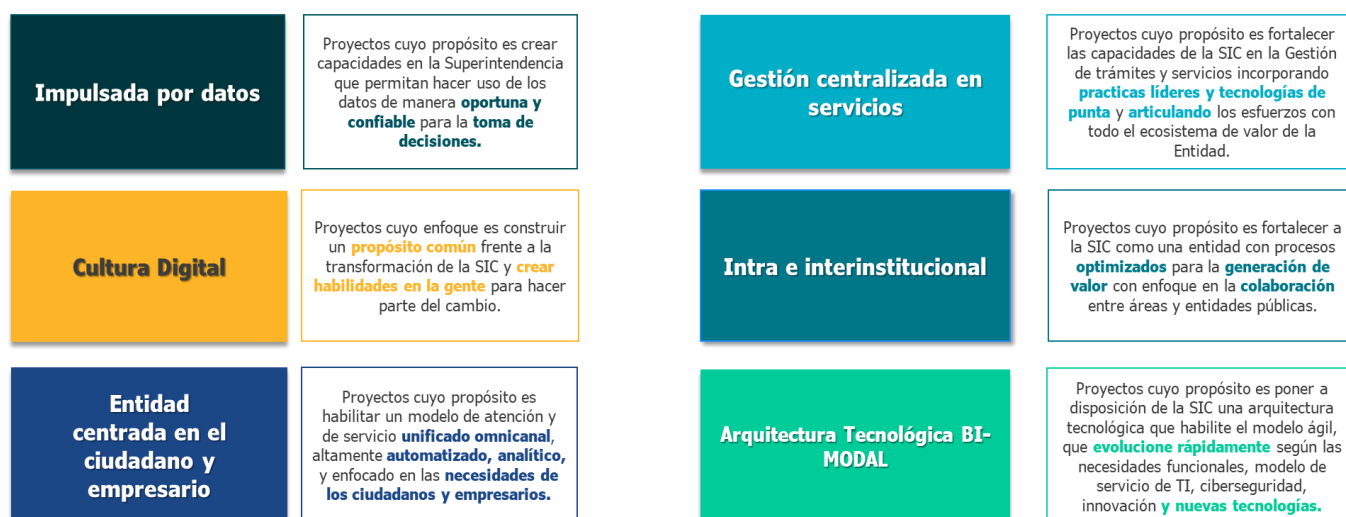 Impulsada por datos
Proyectos cuyo propósito es crear
capacidades en la Superintendencia
que permitan hacer uso de los
datos de manera oportuna y
confiable para la toma de
decisiones.
Gestión centralizada en
servicios
Proyectos cuyo propósito es fortalecer
las capacidades de la SIC en la Gestión
de trámites y servicios incorporando
practicas líderes y tecnologías de
punta y articulando los esfuerzos con
todo el ecosistema de valor de la
Entidad.
Cultura Digital
Proyectos cuyo enfoque es construir
un propósito común frente a la
transformación de la SIC y crear
habilidades en la gente para hacer
parte del cambio.
Intra e interinstitucional
Proyectos cuyo propósito es fortalecer a
la SIC como una entidad con procesos
optimizados para la generación de
valor con enfoque en la colaboración
entre áreas y entidades públicas.
Entidad
centrada en el
ciudadano y
empresario
Proyectos cuyo propósito es
habilitar un modelo de atención y
de servicio unificado omnicanal,
altamente automatizado, analítico,
y enfocado en las necesidades de
los ciudadanos y empresarios.
Arquitectura Tecnológica BI-
MODAL
Proyectos cuyo propósito es poner a
disposición de la SIC una arquitectura
tecnológica que habilite el modelo ágil,
que evolucione rápidamente según las
necesidades funcionales, modelo de
servicio de TI, ciberseguridad,
innovación y nuevas tecnologías.